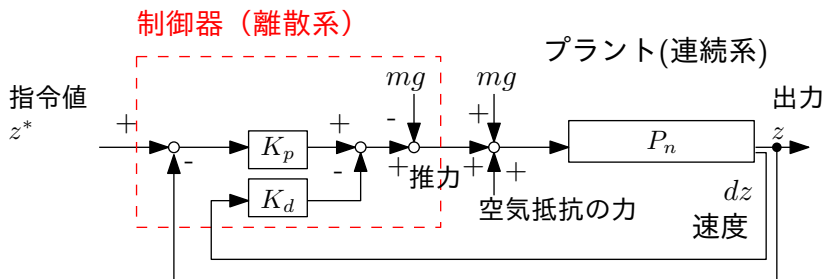 制御器（離散系）
プラント(連続系)
mg
mg
指令値
z*
出力
z
+
-
K_p
+
-
-
+
推力
+
+
+
P_n
K_d
空気抵抗の力
dz
速度